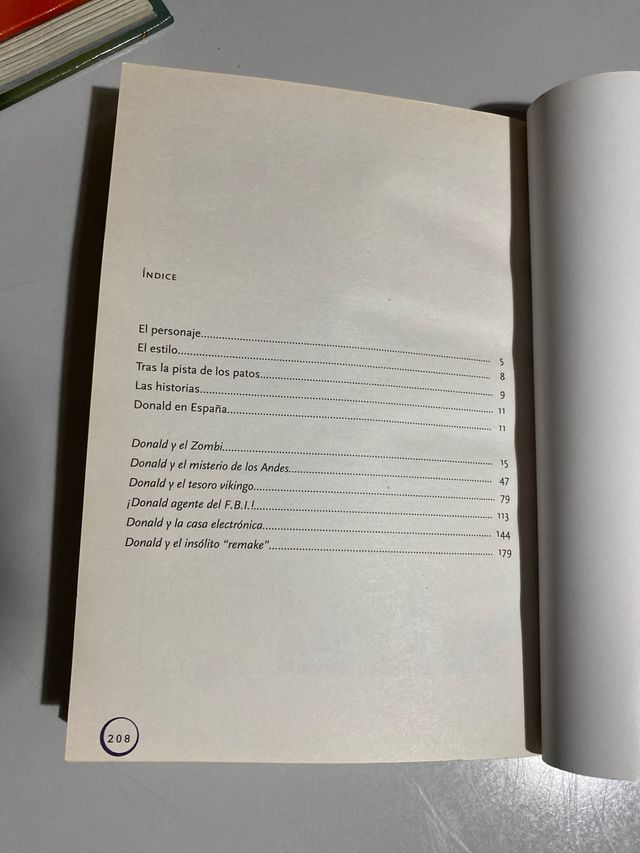 Índice
El personaje 5
El estilo 8
Tras la pista de los patos 9
Las historias 11
Donald en España 11
Donald y el Zombi 15
Donald y el misterio de los Andes 47
Donald y el tesoro vikingo 79
¡Donald agente del F.B.I.! 113
Donald y la casa electrónica 144
Donald y el insólito “remake” 179
208